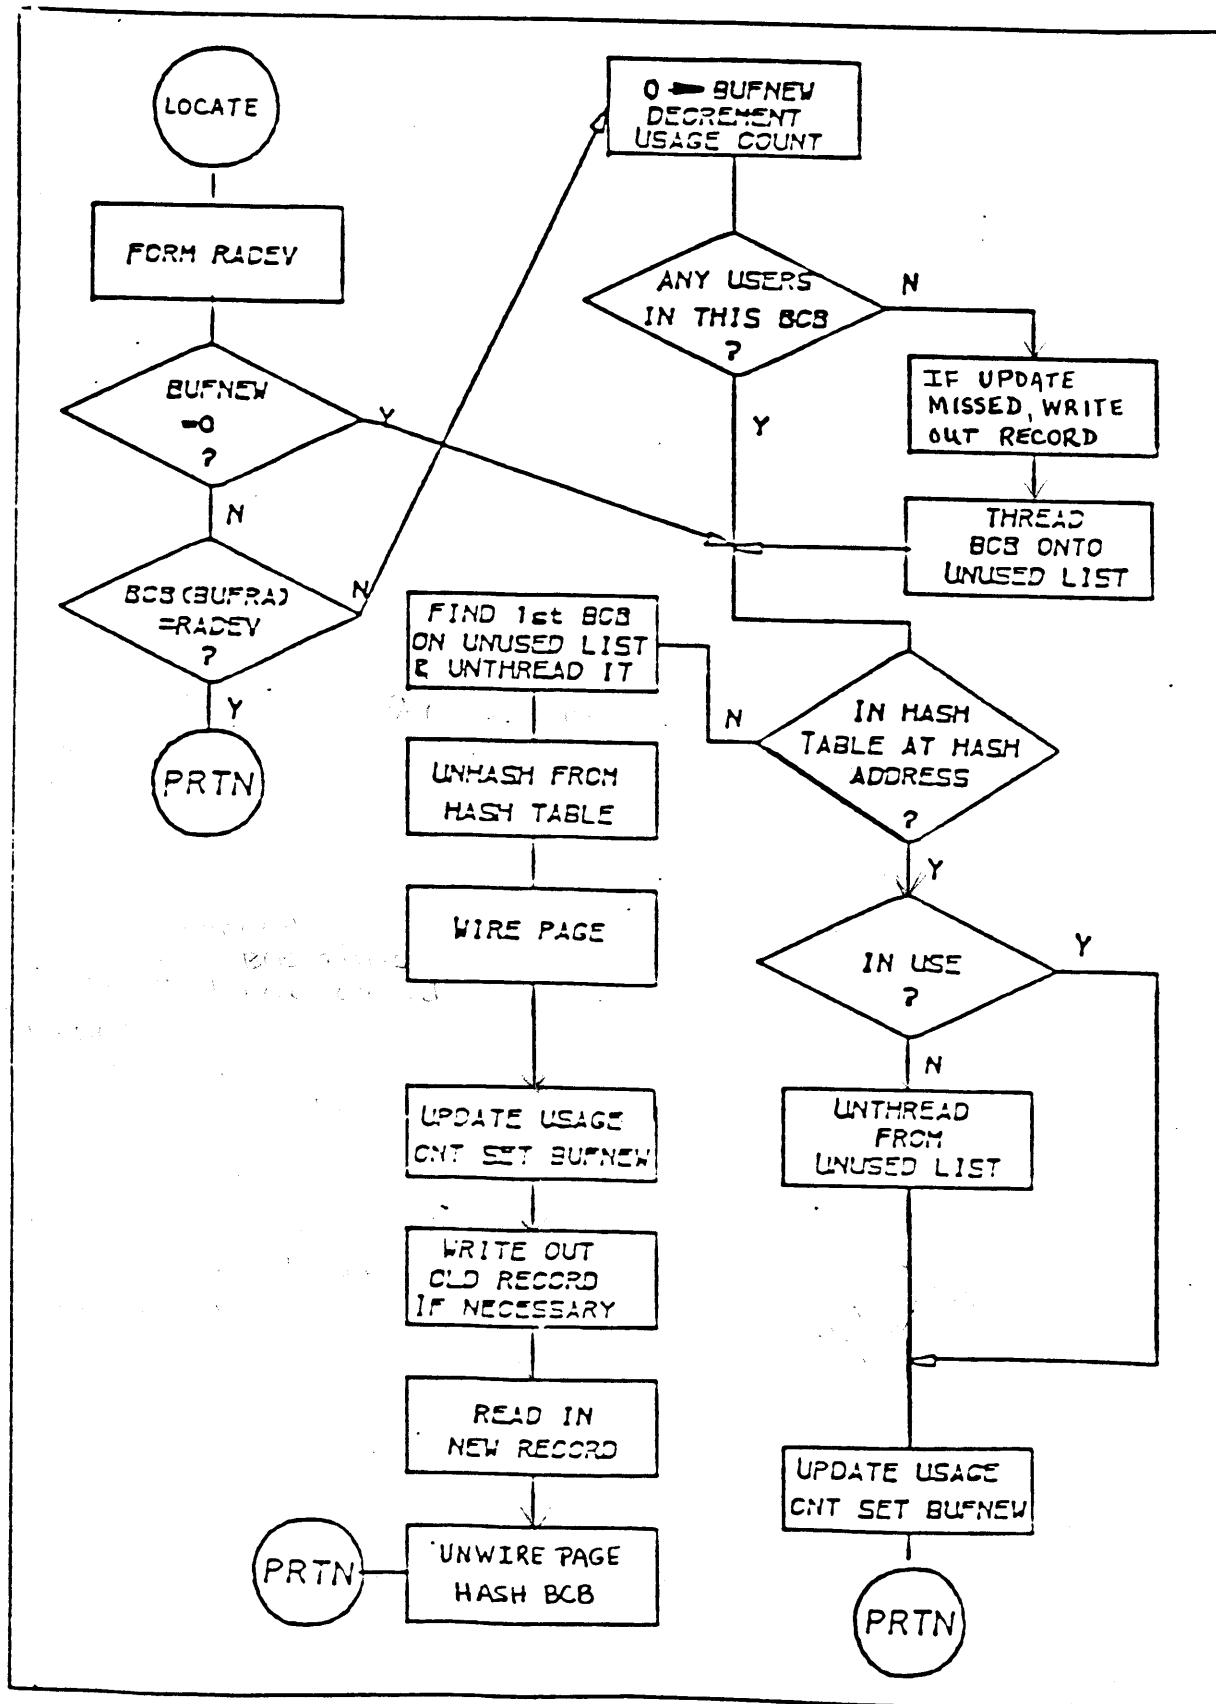 LOCATE
FORM RADEV
BUFNEW
=0
?
Y
N
BCB(BUFRA)
=RADEV
?
N
Y
PRTN
0 → BUFNEW
DECREMENT
USAGE COUNT
ANY USERS
IN THIS BCB
?
N
Y
IF UPDATE
MISSED, WRITE
OUT RECORD
THREAD
BCB ONTO
UNUSED LIST
IN HASH
TABLE AT HASH
ADDRESS
?
N
Y
FIND 1st BCB
ON UNUSED LIST
& UNTHREAD IT
UNHASH FROM
HASH TABLE
WIRE PAGE
UPDATE USAGE
CNT SET BUFNEW
WRITE OUT
OLD RECORD
IF NECESSARY
READ IN
NEW RECORD
UNWIRE PAGE
HASH BCB
PRTN
IN USE
?
Y
N
UNTHREAD
FROM
UNUSED LIST
UPDATE USAGE
CNT SET BUFNEW
PRTN